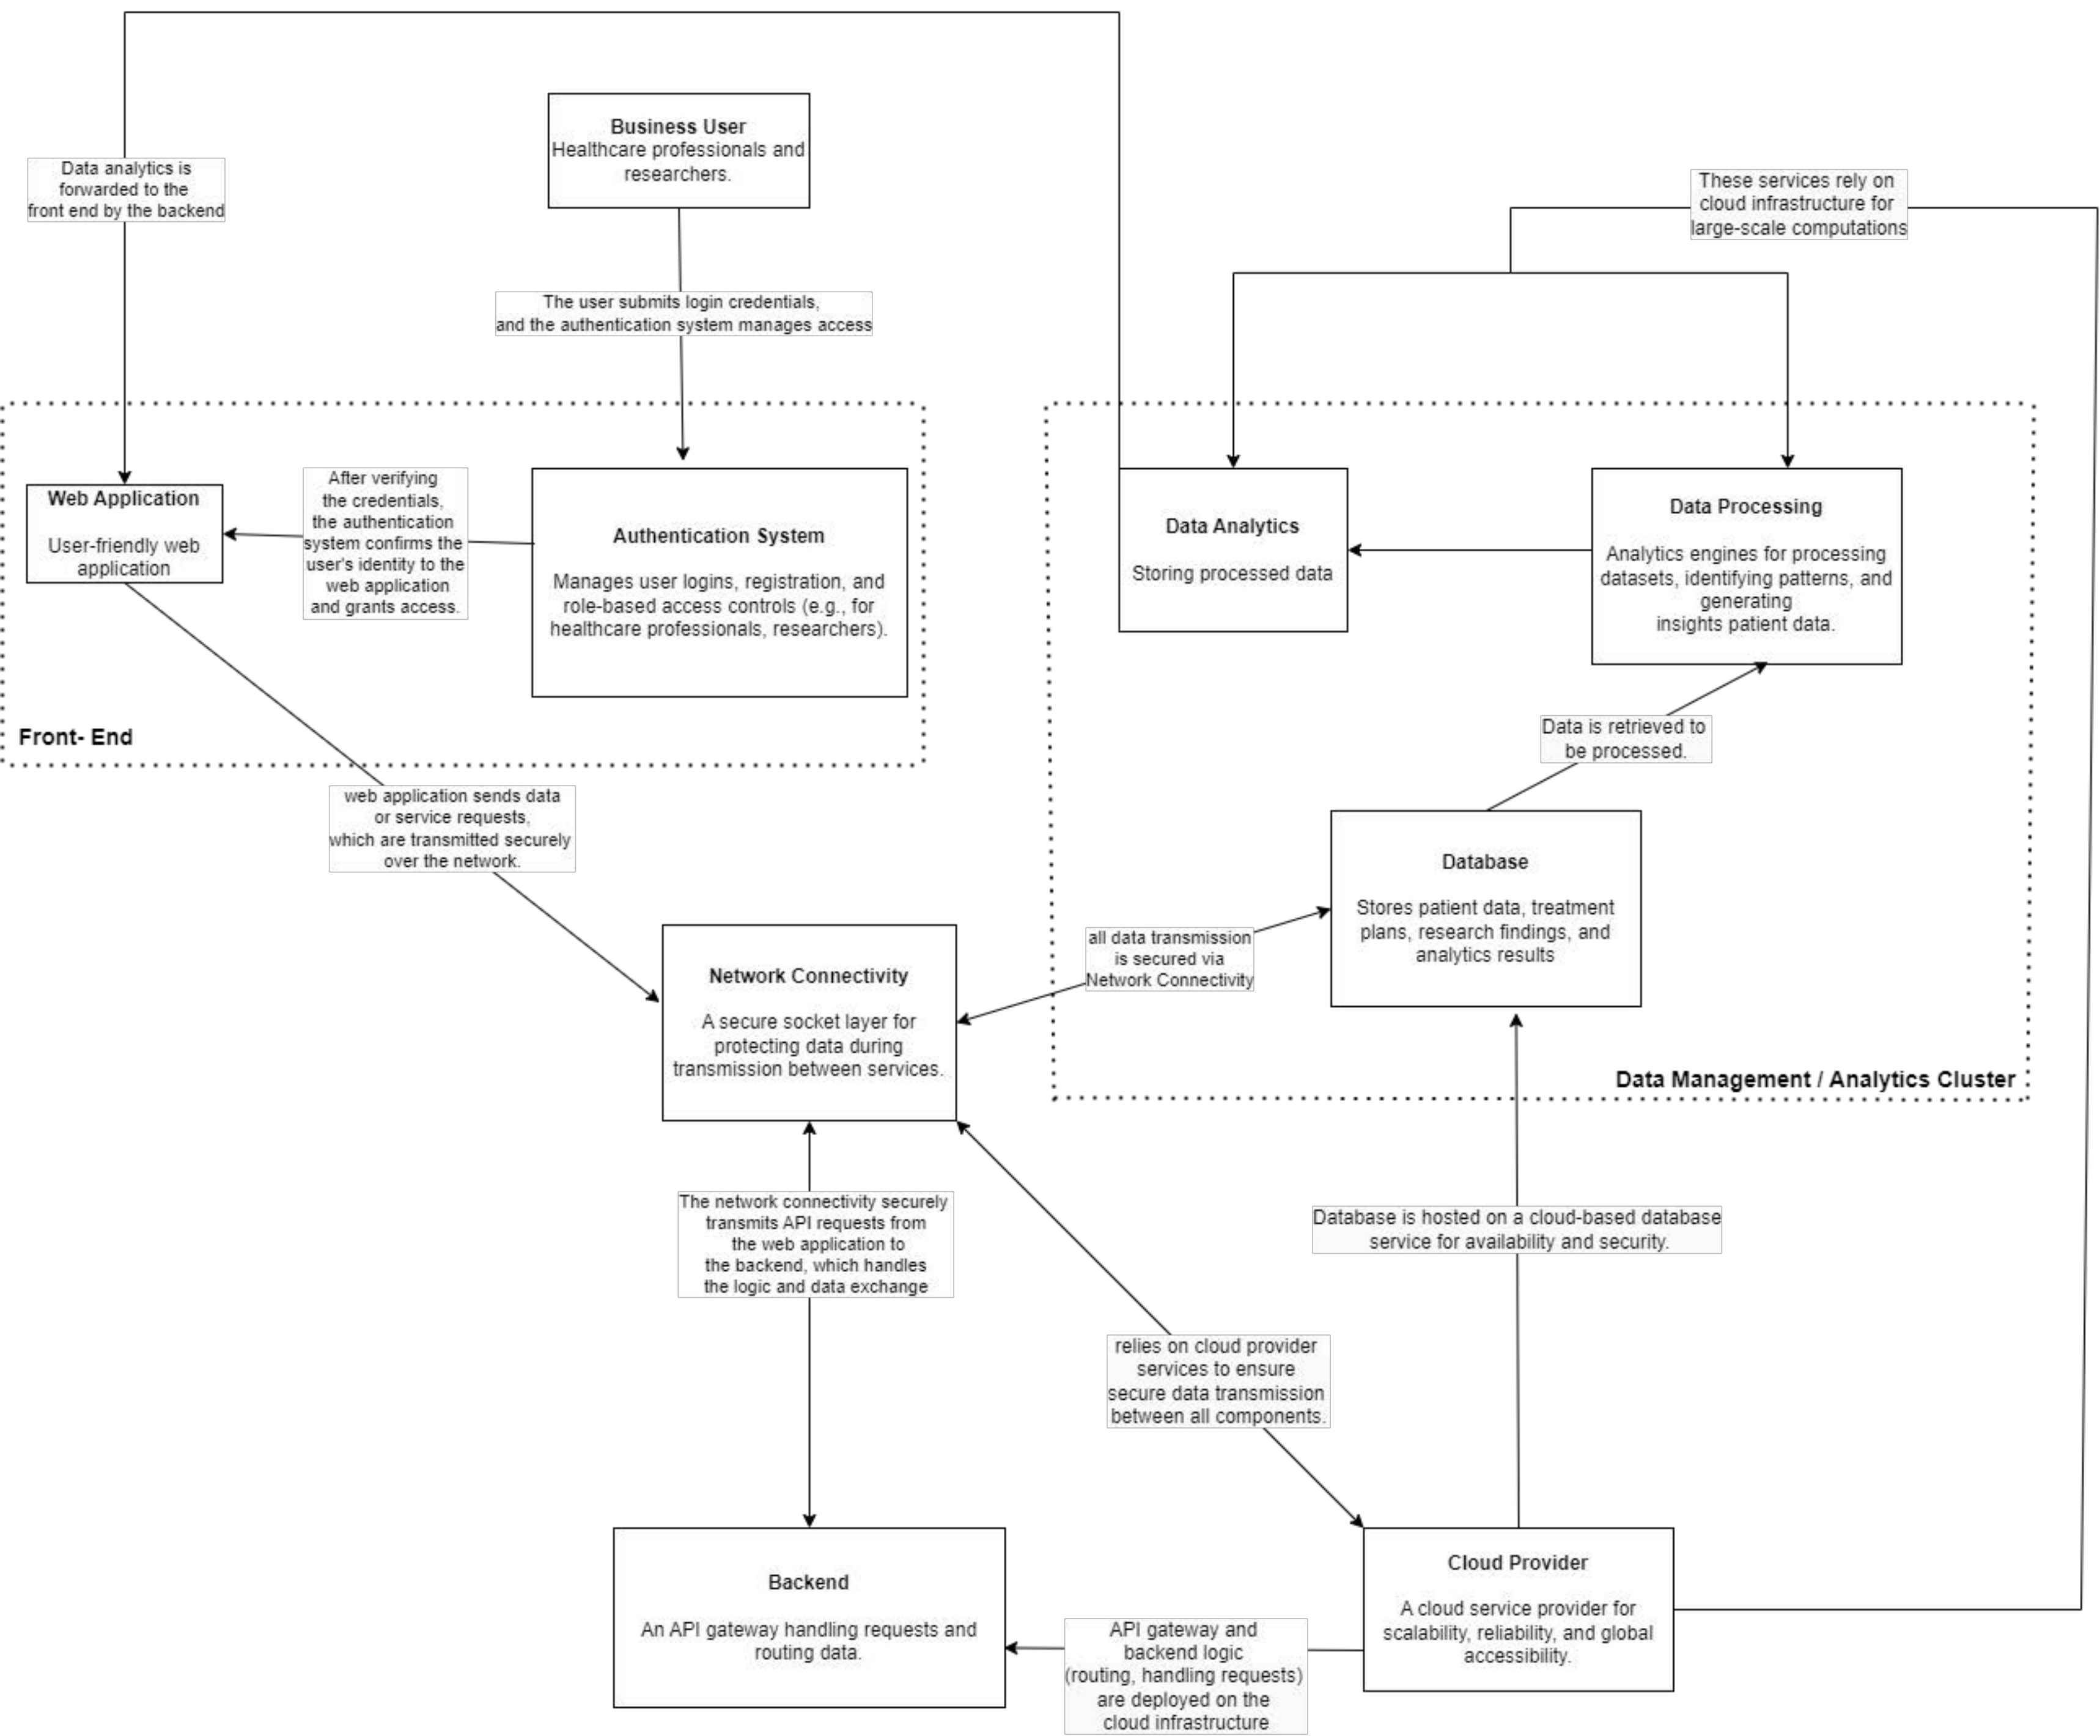 Business User
Healthcare professionals and
researchers.
Data analytics is
forwarded to the
front end by the backend
These services rely on
cloud infrastructure for
large-scale computations
The user submits login credentials,
and the authentication system manages access
Web Application
User-friendly web
application
After verifying
the credentials,
the authentication
system confirms the
user's identity to the
web application
and grants access.
Authentication System
Manages user logins, registration, and
role-based access controls (e.g., for
healthcare professionals, researchers).
Front- End
Data Analytics
Storing processed data
Data Processing
Analytics engines for processing
datasets, identifying patterns, and
generating
insights patient data.
Data is retrieved to
be processed.
web application sends data
or service requests,
which are transmitted securely
over the network.
Database
Stores patient data, treatment
plans, research findings, and
analytics results
all data transmission
is secured via
Network Connectivity
Network Connectivity
A secure socket layer for
protecting data during
transmission between services.
Data Management / Analytics Cluster
The network connectivity securely
transmits API requests from
the web application to
the backend, which handles
the logic and data exchange
Database is hosted on a cloud-based database
service for availability and security.
relies on cloud provider
services to ensure
secure data transmission
between all components.
Backend
An API gateway handling requests and
routing data.
API gateway and
backend logic
(routing, handling requests)
are deployed on the
cloud infrastructure
Cloud Provider
A cloud service provider for
scalability, reliability, and global
accessibility.